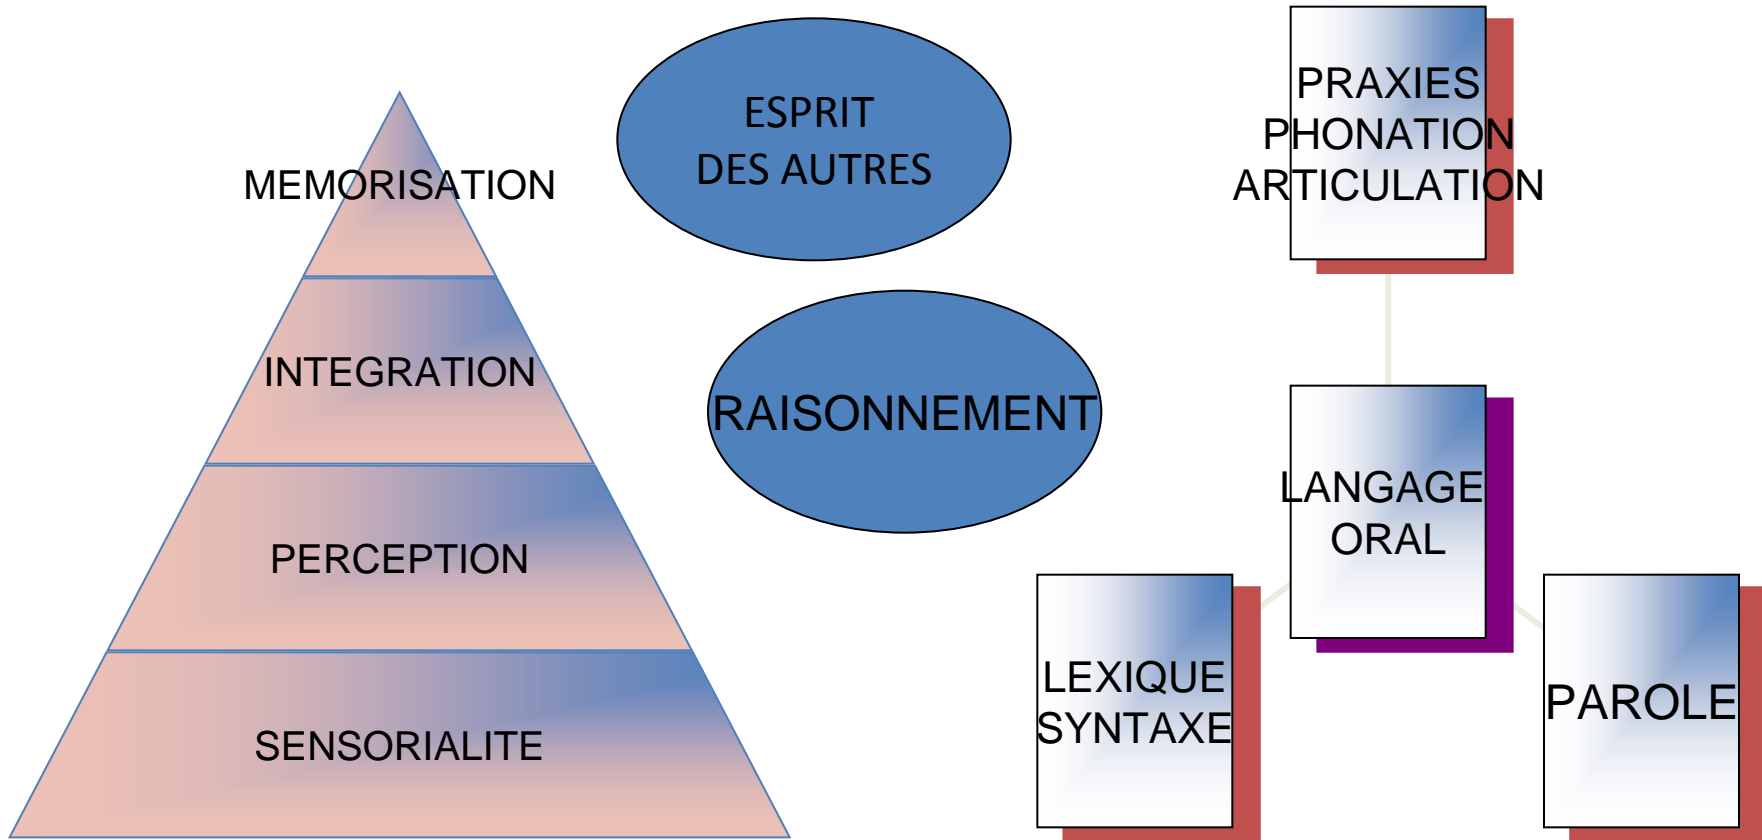 MEMORISATION
INTEGRATION
PERCEPTION
SENSORIALITE
ESPRIT
DES AUTRES
RAISONNEMENT
PRAXIES
PHONATION
ARTICULATION
LANGAGE
ORAL
LEXIQUE
SYNTAXE
PAROLE